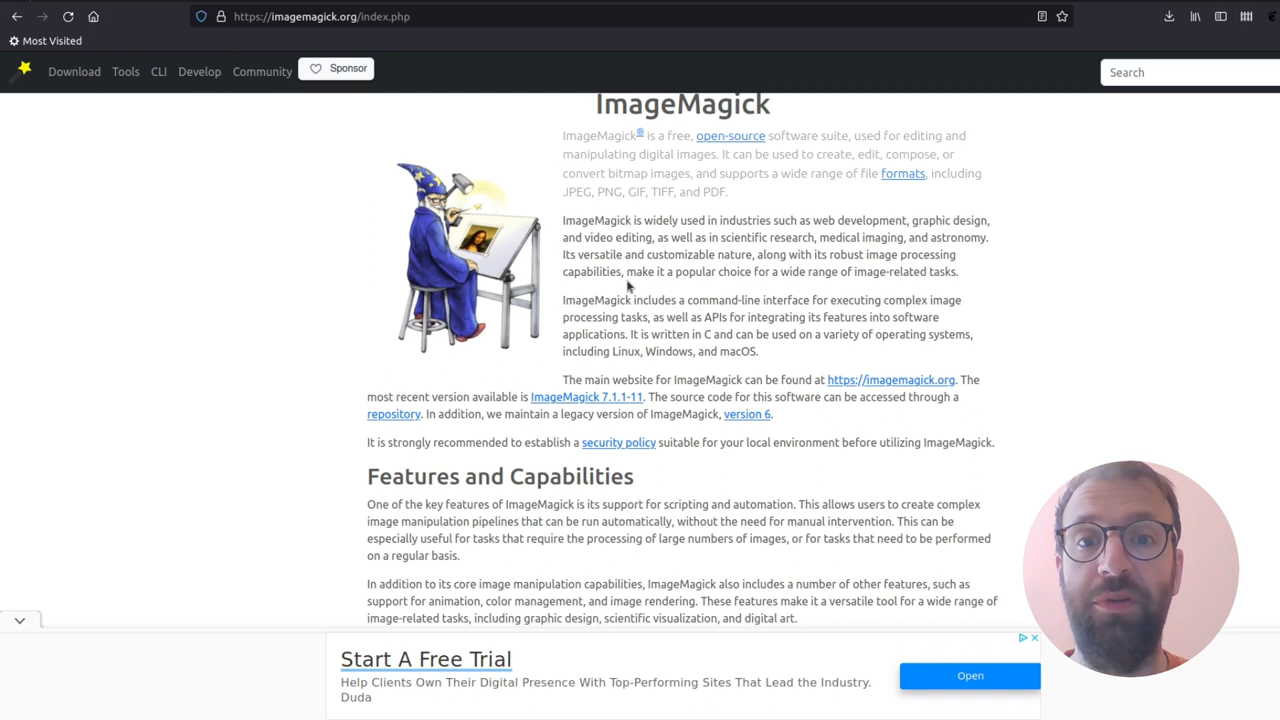 https://imagemagick.org/index.php
Most Visited
Download Tools CLI Develop Community Sponsor Search
ImageMagick
ImageMagick® is a free, open-source software suite, used for editing and
manipulating digital images. It can be used to create, edit, compose, or
convert bitmap images, and supports a wide range of file formats, including
JPEG, PNG, GIF, TIFF, and PDF.
ImageMagick is widely used in industries such as web development, graphic design,
and video editing, as well as in scientific research, medical imaging, and astronomy.
Its versatile and customizable nature, along with its robust image processing
capabilities, make it a popular choice for a wide range of image-related tasks.
ImageMagick includes a command-line interface for executing complex image
processing tasks, as well as APIs for integrating its features into software
applications. It is written in C and can be used on a variety of operating systems,
including Linux, Windows, and macOS.
The main website for ImageMagick can be found at https://imagemagick.org. The
most recent version available is ImageMagick 7.1.1-11. The source code for this software can be accessed through a
repository. In addition, we maintain a legacy version of ImageMagick, version 6.
It is strongly recommended to establish a security policy suitable for your local environment before utilizing ImageMagick.
Features and Capabilities
One of the key features of ImageMagick is its support for scripting and automation. This allows users to create complex
image manipulation pipelines that can be run automatically, without the need for manual intervention. This can be
especially useful for tasks that require the processing of large numbers of images, or for tasks that need to be performed
on a regular basis.
In addition to its core image manipulation capabilities, ImageMagick also includes a number of other features, such as
support for animation, color management, and image rendering. These features make it a versatile tool for a wide range of
image-related tasks, including graphic design, scientific visualization, and digital art.
Start A Free Trial
Help Clients Own Their Digital Presence With Top-Performing Sites That Lead the Industry.
Duda
Open